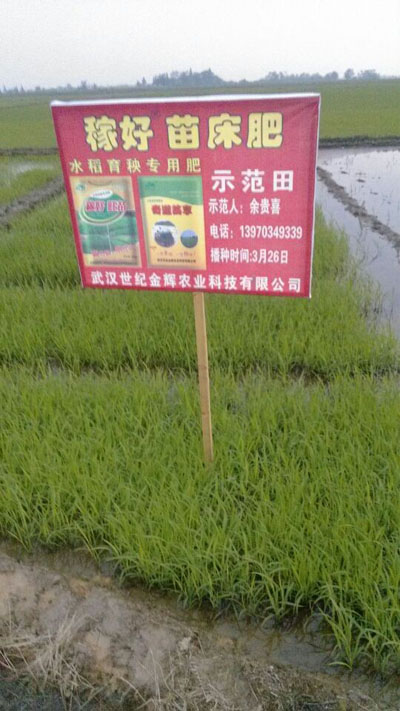 稼好 苗床肥
水稻育秧专用肥
示范田
示范人：余贵喜
电话：13970349339
播种时间：3月26日
武汉世纪金辉农业科技有限公司